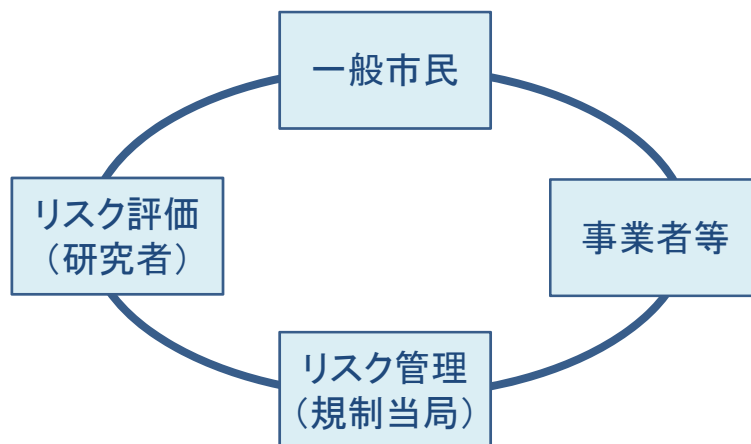 一般市民
リスク評価
（研究者）
事業者等
リスク管理
（規制当局）